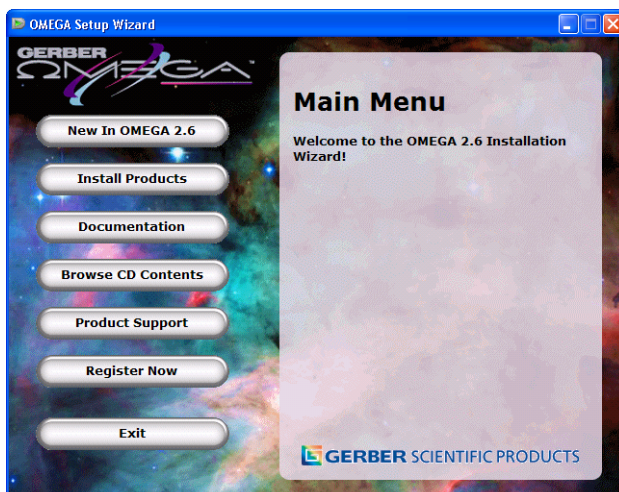 OMEGA Setup Wizard
GERBER
ΩMEGA™
New In OMEGA 2.6
Install Products
Documentation
Browse CD Contents
Product Support
Register Now
Exit
Main Menu
Welcome to the OMEGA 2.6 Installation
Wizard!
GERBER SCIENTIFIC PRODUCTS